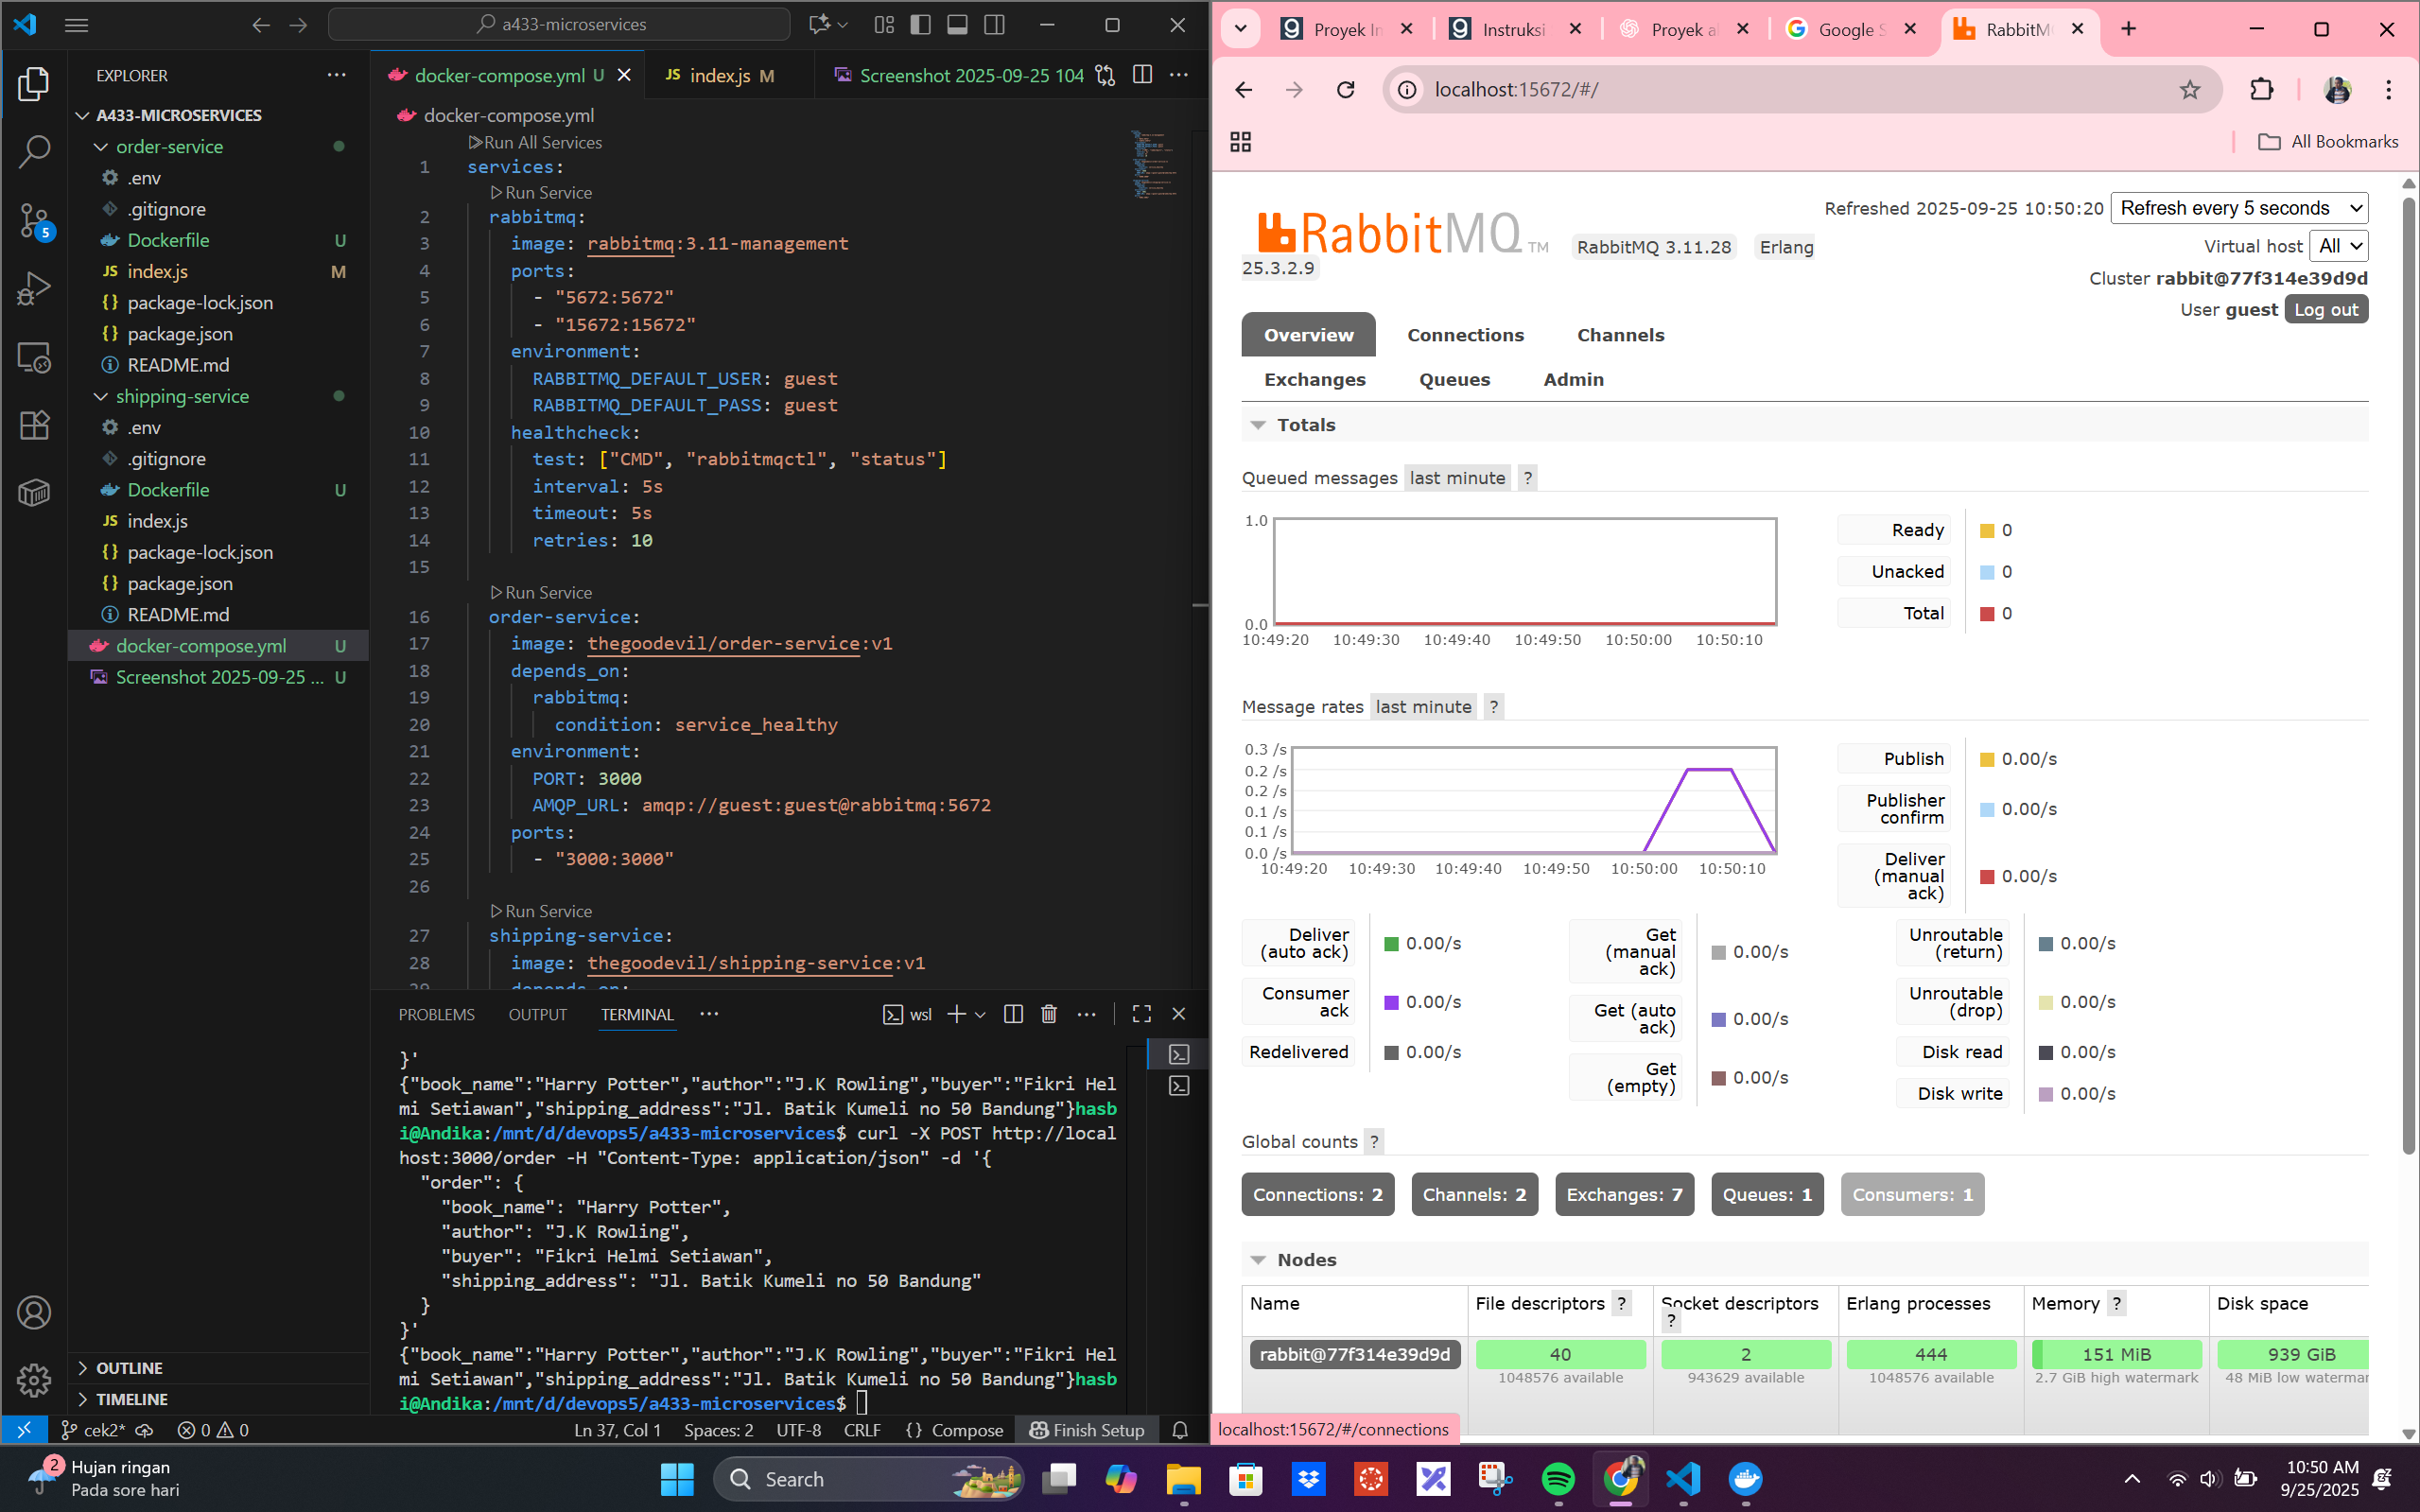 a433-microservices
EXPLORER
A433-MICROSERVICES
order-service
.env
.gitignore
Dockerfile U
index.js M
package-lock.json
package.json
README.md
shipping-service
.env
.gitignore
Dockerfile U
index.js
package-lock.json
package.json
README.md
docker-compose.yml U
Screenshot 2025-09-25 ... U
OUTLINE
TIMELINE
5
docker-compose.yml U
index.js M
Screenshot 2025-09-25 104
docker-compose.yml
Run All Services
1 services:
Run Service
2 rabbitmq:
3 image: rabbitmq:3.11-management
4 ports:
5 - "5672:5672"
6 - "15672:15672"
7 environment:
8 RABBITMQ_DEFAULT_USER: guest
9 RABBITMQ_DEFAULT_PASS: guest
10 healthcheck:
11 test: ["CMD", "rabbitmqctl", "status"]
12 interval: 5s
13 timeout: 5s
14 retries: 10
15
Run Service
16 order-service:
17 image: thegoodevil/order-service:v1
18 depends_on:
19 rabbitmq:
20 condition: service_healthy
21 environment:
22 PORT: 3000
23 AMQP_URL: amqp://guest:guest@rabbitmq:5672
24 ports:
25 - "3000:3000"
26
Run Service
27 shipping-service:
28 image: thegoodevil/shipping-service:v1
29 depends_on:
PROBLEMS OUTPUT TERMINAL
wsl
}'
{"book_name":"Harry Potter","author":"J.K Rowling","buyer":"Fikri Hel
mi Setiawan","shipping_address":"Jl. Batik Kumeli no 50 Bandung"}hasb
i@Andika:/mnt/d/devops5/a433-microservices$ curl -X POST http://local
host:3000/order -H "Content-Type: application/json" -d '{
"order": {
"book_name": "Harry Potter",
"author": "J.K Rowling",
"buyer": "Fikri Helmi Setiawan",
"shipping_address": "Jl. Batik Kumeli no 50 Bandung"
}
}'
{"book_name":"Harry Potter","author":"J.K Rowling","buyer":"Fikri Hel
mi Setiawan","shipping_address":"Jl. Batik Kumeli no 50 Bandung"}hasb
i@Andika:/mnt/d/devops5/a433-microservices$
cek2* 0 0 Ln 37, Col 1 Spaces: 2 UTF-8 CRLF {} Compose Finish Setup
Proyek In
Instruksi
Proyek al
Google S
RabbitM
localhost:15672/#/
All Bookmarks
RabbitMQ TM RabbitMQ 3.11.28 Erlang
25.3.2.9
Refreshed 2025-09-25 10:50:20 Refresh every 5 seconds
Virtual host All
Cluster rabbit@77f314e39d9d
User guest Log out
Overview Connections Channels
Exchanges Queues Admin
Totals
Queued messages last minute ?
1.0
0.0
10:49:20 10:49:30 10:49:40 10:49:50 10:50:00 10:50:10
Ready 0
Unacked 0
Total 0
Message rates last minute ?
0.3 /s
0.2 /s
0.2 /s
0.1 /s
0.1 /s
0.0 /s
10:49:20 10:49:30 10:49:40 10:49:50 10:50:00 10:50:10
Publish 0.00/s
Publisher
confirm 0.00/s
Deliver
(manual
ack) 0.00/s
Deliver
(auto ack) 0.00/s
Consumer
ack 0.00/s
Redelivered 0.00/s
Get
(manual
ack) 0.00/s
Get (auto
ack) 0.00/s
Get
(empty) 0.00/s
Unroutable
(return) 0.00/s
Unroutable
(drop) 0.00/s
Disk read 0.00/s
Disk write 0.00/s
Global counts ?
Connections: 2 Channels: 2 Exchanges: 7 Queues: 1 Consumers: 1
Nodes
Name File descriptors ? Socket descriptors ? Erlang processes Memory ? Disk space
rabbit@77f314e39d9d 40 2 444 151 MiB 939 GiB
1048576 available 943629 available 1048576 available 2.7 GiB high watermark 48 MiB low watermar
localhost:15672/#/connections
2
Hujan ringan
Pada sore hari
Search
10:50 AM
9/25/2025